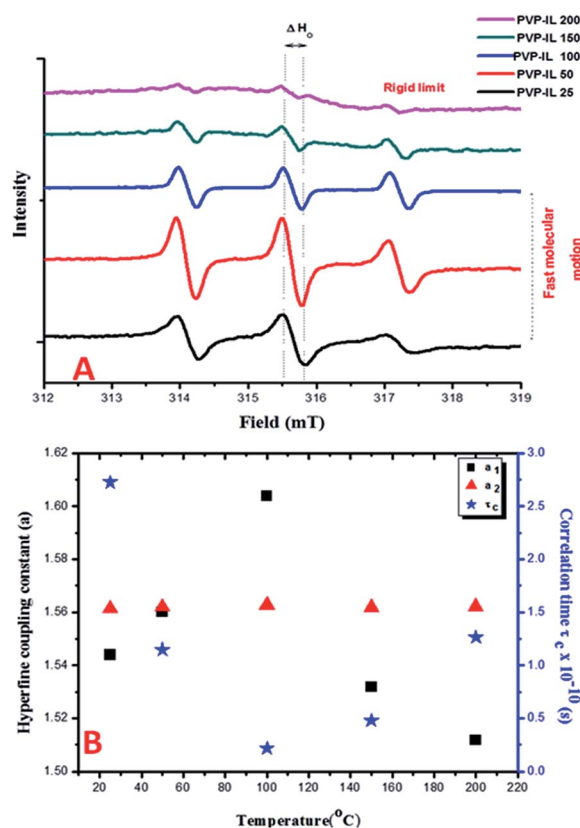 Δ H₀
PVP-IL 200
PVP-IL 150
PVP-IL 100
PVP-IL 50
PVP-IL 25
Rigid limit
Intensity
Fast molecular
motion
A
312 313 314 315 316 317 318 319
Field (mT)
1.62
1.60
1.58
1.56
1.54
1.52
1.50
Hyperfine coupling constant (a)
a₁
a₂
τ c
3.0
2.5
2.0
1.5
1.0
0.5
0.0
Correlation time τ c x 10⁻¹⁰ (s)
B
20 40 60 80 100 120 140 160 180 200 220
Temperature(⁰C)